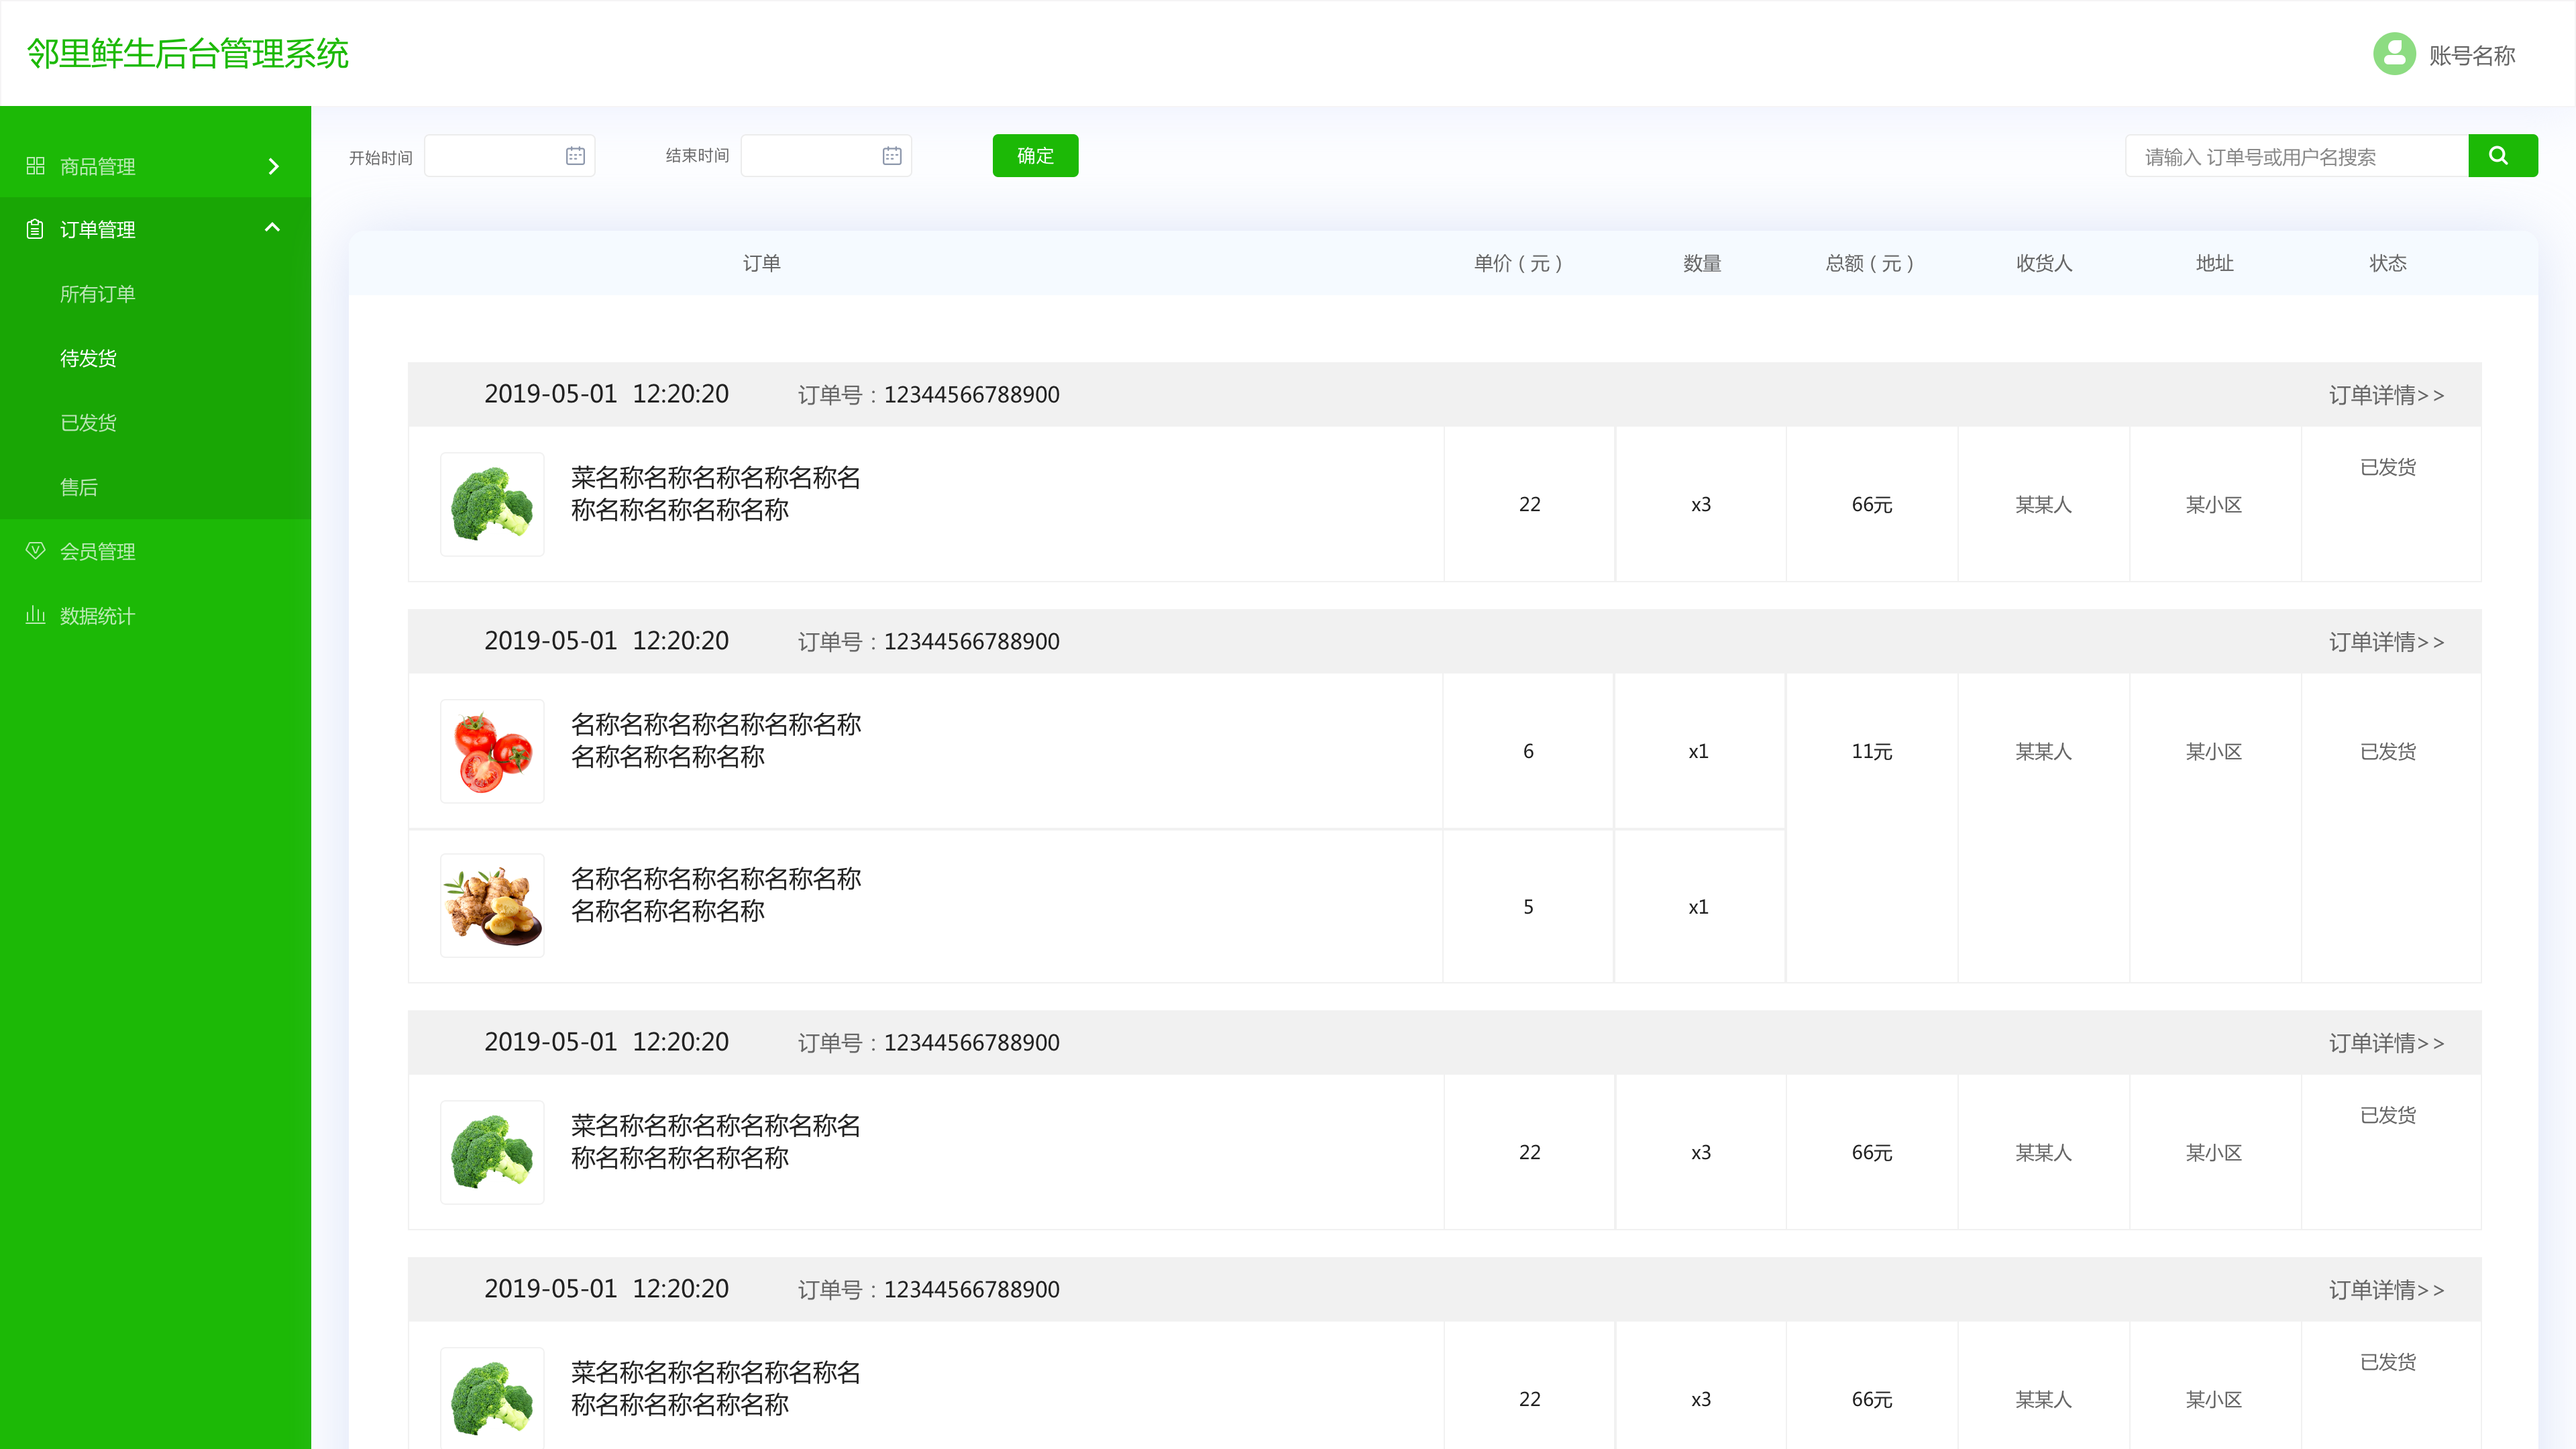 邻里鲜生后台管理系统
账号名称
商品管理
订单管理
所有订单
待发货
已发货
售后
会员管理
数据统计
开始时间
结束时间
确定
请输入 订单号或用户名搜索
订单 单价（元） 数量 总额（元） 收货人 地址 状态
2019-05-01 12:20:20 订单号：12344566788900 订单详情>>
菜名称名称名称名称名称名
称名称名称名称名称
22 x3 66元 某某人 某小区 已发货
2019-05-01 12:20:20 订单号：12344566788900 订单详情>>
名称名称名称名称名称名称
名称名称名称名称
6 x1 11元 某某人 某小区 已发货
名称名称名称名称名称名称
名称名称名称名称
5 x1
2019-05-01 12:20:20 订单号：12344566788900 订单详情>>
菜名称名称名称名称名称名
称名称名称名称名称
22 x3 66元 某某人 某小区 已发货
2019-05-01 12:20:20 订单号：12344566788900 订单详情>>
菜名称名称名称名称名称名
称名称名称名称名称
22 x3 66元 某某人 某小区 已发货